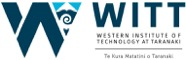 WITT
WESTERN INSTITUTE OF
TECHNOLOGY AT TARANAKI
Te Kura Matatini o Taranaki